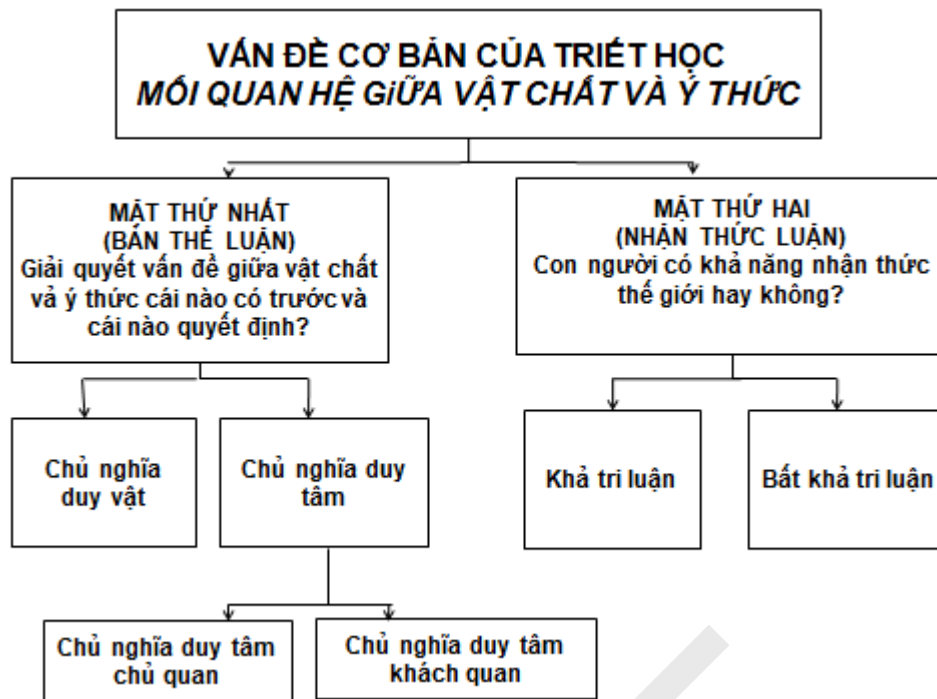 VẤN ĐỀ CƠ BẢN CỦA TRIẾT HỌC
MỐI QUAN HỆ GiỮA VẬT CHẤT VÀ Ý THỨC
MẶT THỨ NHẤT
(BẢN THỂ LUẬN)
Giải quyết vấn đề giữa vật chất
và ý thức cái nào có trước và
cái nào quyết định?
MẶT THỨ HAI
(NHẬN THỨC LUẬN)
Con người có khả năng nhận thức
thế giới hay không?
Chủ nghĩa
duy vật
Chủ nghĩa duy
tâm
Khả tri luận
Bất khả tri luận
Chủ nghĩa duy tâm
chủ quan
Chủ nghĩa duy tâm
khách quan